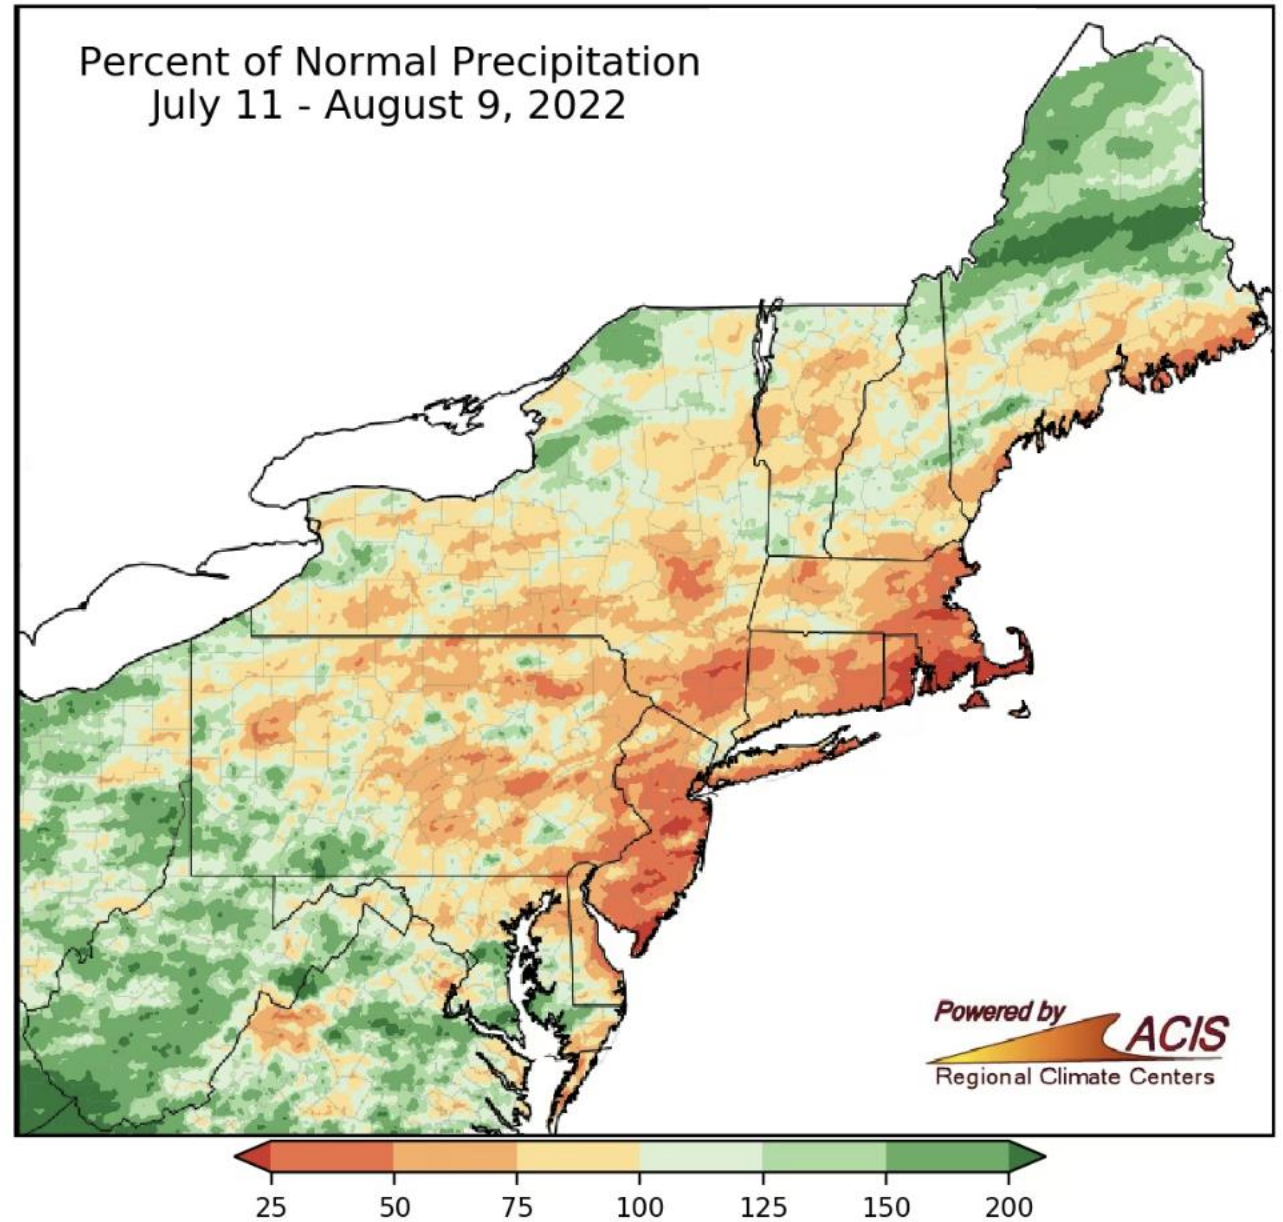 Percent of Normal Precipitation
July 11 - August 9, 2022
Powered by
ACIS
Regional Climate Centers
25 50 75 100 125 150 200